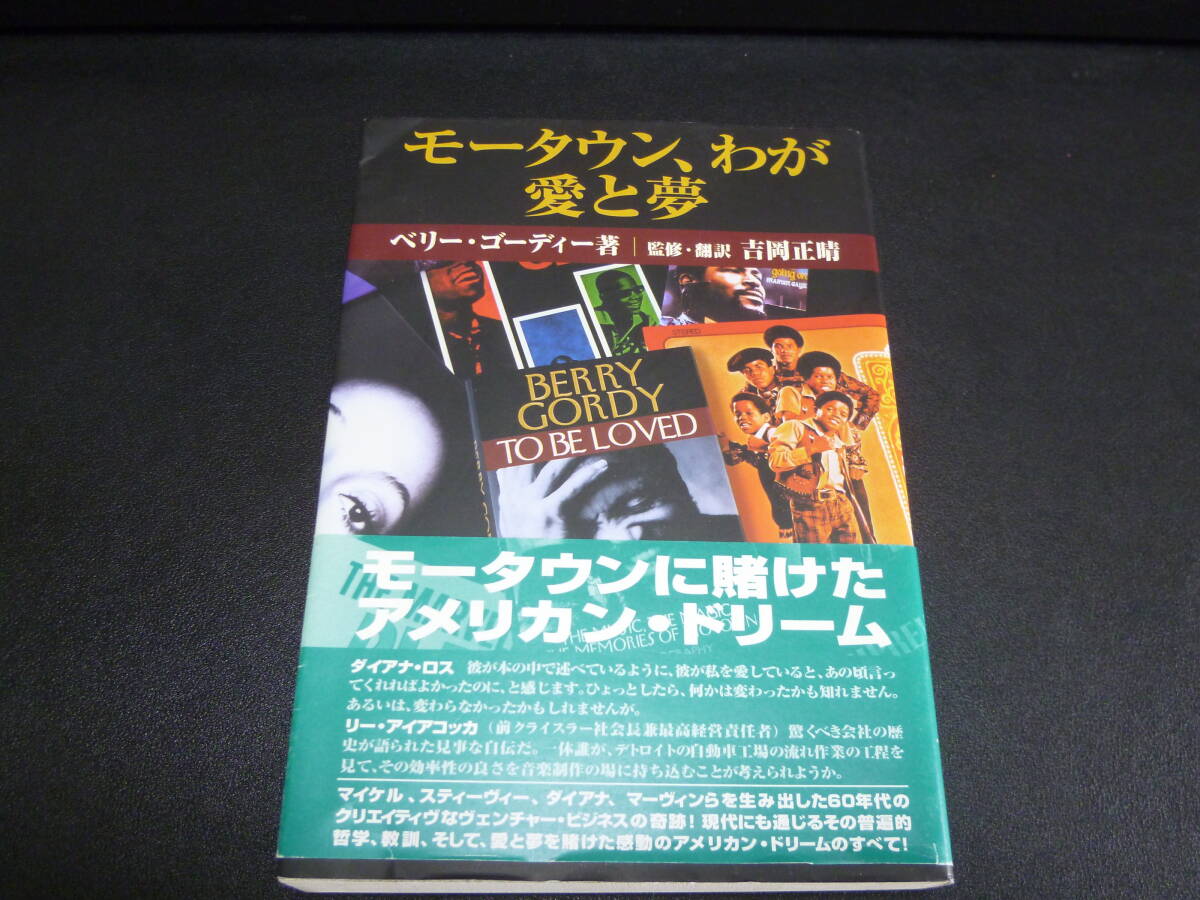 モータウン、わが
愛と夢
ベリー・ゴーディー著｜監修・翻訳 吉岡正晴
going on
MARVIN GAYE
STEREO
BERRY
GORDY
TO BE LOVED
モータウンに賭けた
アメリカン・ドリーム
THE MUSIC, THE MAGIC,
THE MEMORIES OF MOTOWN
ダイアナ・ロス 彼が本の中で述べているように、彼が私を愛していると、あの頃言っ
てくれればよかったのに、と感じます。ひょっとしたら、何かは変わったかも知れません。
あるいは、変わらなかったかもしれませんが。
リー・アイアコッカ（前クライスラー社会長兼最高経営責任者）驚くべき会社の歴
史が語られた見事な自伝だ。一体誰が、デトロイトの自動車工場の流れ作業の工程を
見て、その効率性の良さを音楽制作の場に持ち込むことが考えられようか。
マイケル、スティーヴィー、ダイアナ、マーヴィンらを生み出した60年代の
クリエイティヴなヴェンチャー・ビジネスの奇跡！現代にも通じるその普遍的
哲学、教訓、そして、愛と夢を賭けた感動のアメリカン・ドリームのすべて！